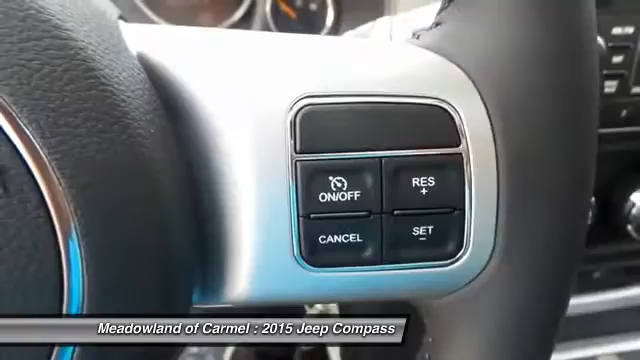 ON/OFF
RES
+
CANCEL
SET
–
Meadowland of Carmel : 2015 Jeep Compass